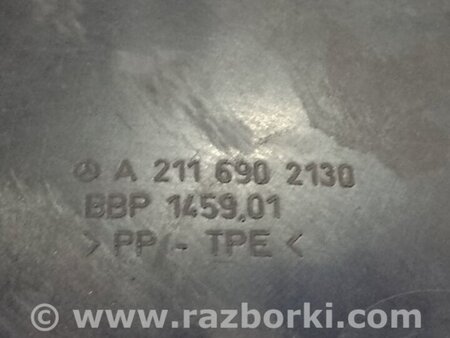 A 211 690 2130
BBP 1459.01
>PP - TPE<
© www.razborki.com